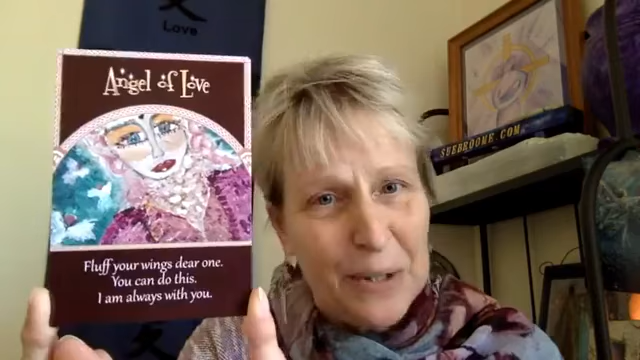 Love
Angel of Love
Fluff your wings dear one.
You can do this.
I am always with you.
SUEBROOME.COM